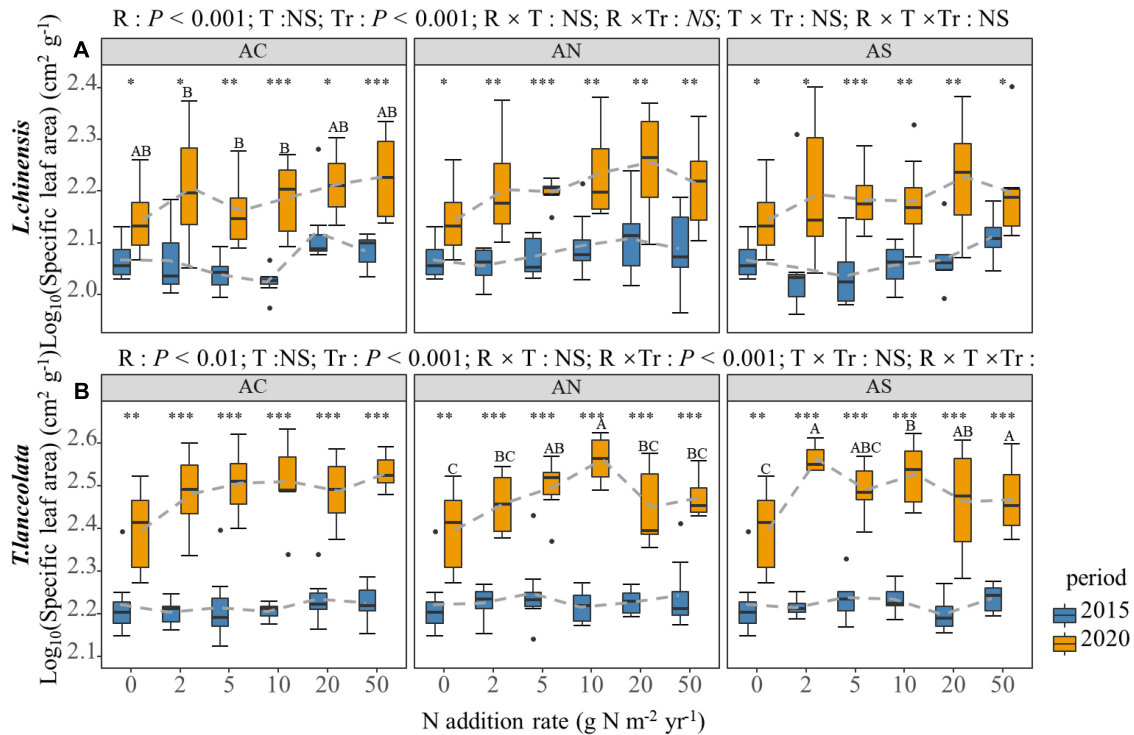 R : P < 0.001; T :NS; Tr : P < 0.001; R × T : NS; R ×Tr : NS; T × Tr : NS; R × T ×Tr : NS
A
AC AN AS
* * ** *** * *** * ** *** ** ** ** * * *** ** ** *
AB B B B AB AB
L.chinensis
Log10(Specific leaf area) (cm² g⁻¹)
2.4
2.3
2.2
2.1
2.0
R : P < 0.01; T :NS; Tr : P < 0.001; R × T : NS; R ×Tr : P < 0.001; T × Tr : NS; R × T ×Tr :
B
AC AN AS
** *** *** *** *** *** ** *** *** *** *** *** ** *** *** *** *** ***
C BC AB A BC BC C A ABC B AB A
T.lanceolata
Log10(Specific leaf area) (cm² g⁻¹)
2.6
2.5
2.4
2.3
2.2
2.1
0 2 5 10 20 50 0 2 5 10 20 50 0 2 5 10 20 50
N addition rate (g N m⁻² yr⁻¹)
period
2015
2020